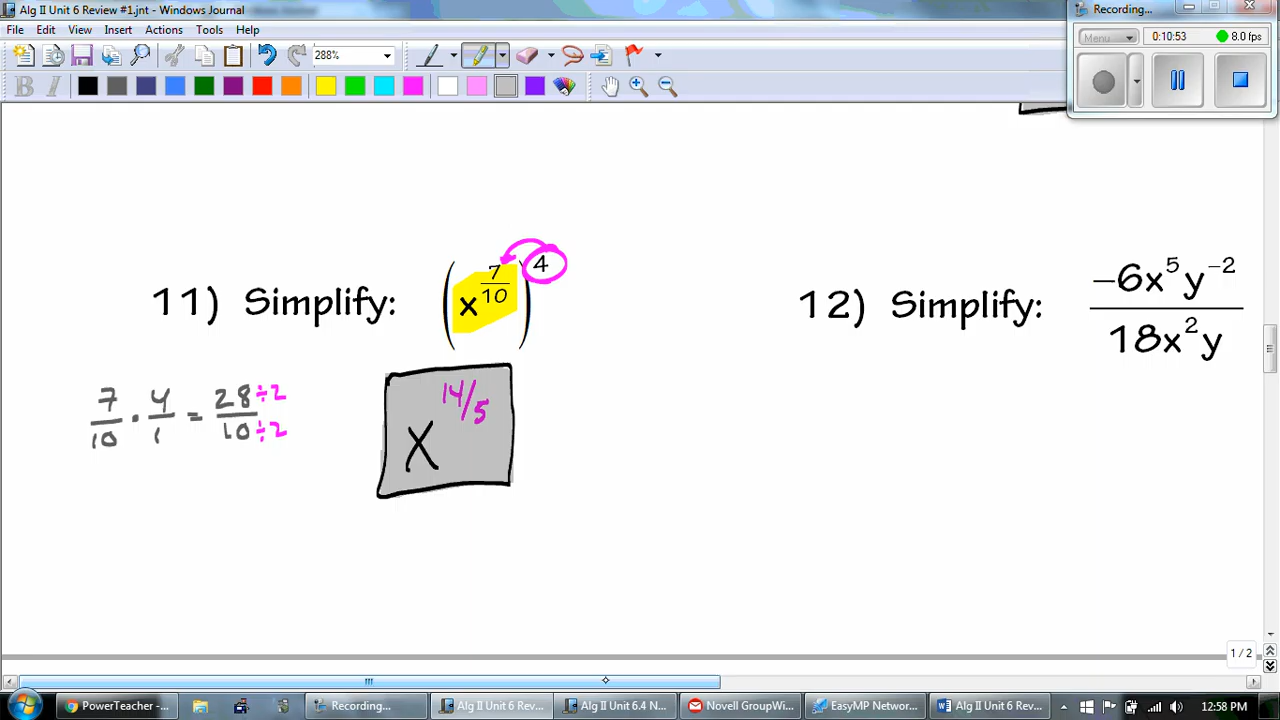 Alg II Unit 6 Review #1.jnt - Windows Journal
Recording...
File Edit View Insert Actions Tools Help
Menu 0:10:53 8.0 fps
288%
B I
11) Simplify: (x^(7/10))^4
12) Simplify: (-6x^5y^-2)/(18x^2y)
7/10 · 4/1 = 28÷2/10÷2
x^(14/5)
1 / 2
PowerTeacher -... Recording... Alg II Unit 6 (Rev... Alg II Unit 6.4 N... Novell GroupWi... EasyMP Networ... Alg II Unit 6 Rev... 12:58 PM